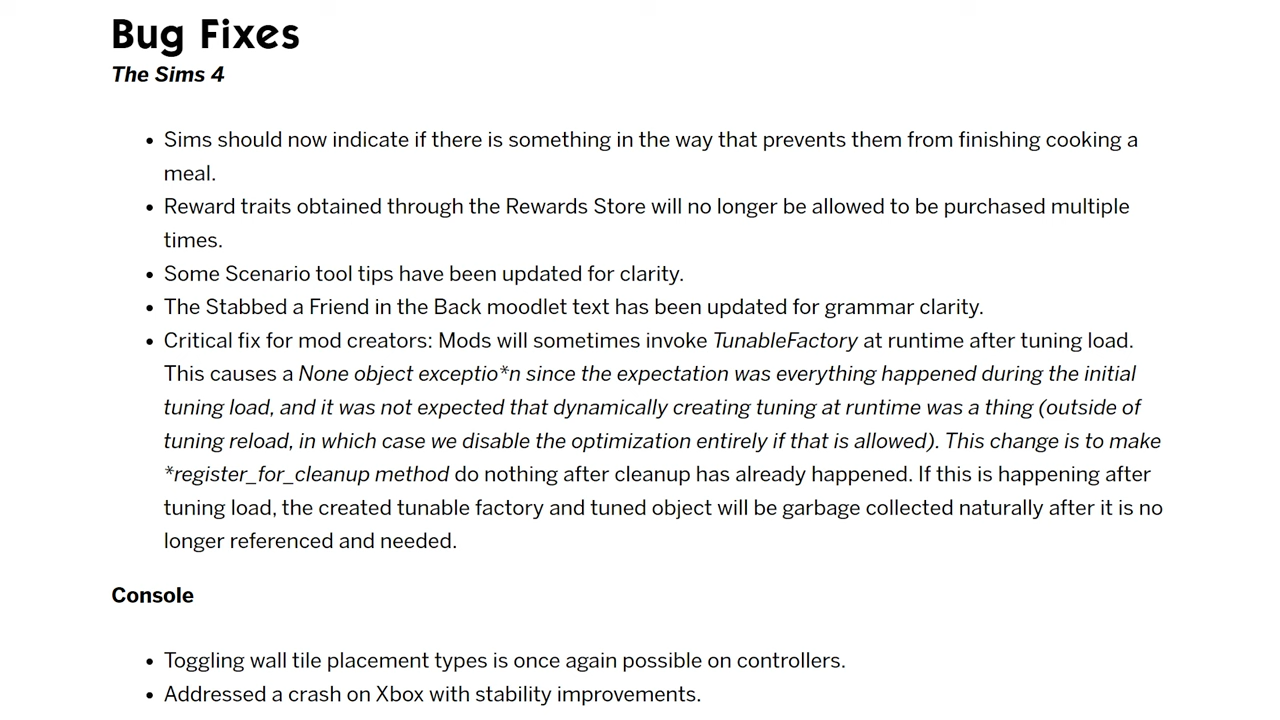 Bug Fixes
The Sims 4
• Sims should now indicate if there is something in the way that prevents them from finishing cooking a
meal.
• Reward traits obtained through the Rewards Store will no longer be allowed to be purchased multiple
times.
• Some Scenario tool tips have been updated for clarity.
• The Stabbed a Friend in the Back moodlet text has been updated for grammar clarity.
• Critical fix for mod creators: Mods will sometimes invoke TunableFactory at runtime after tuning load.
This causes a None object exceptio*n since the expectation was everything happened during the initial
tuning load, and it was not expected that dynamically creating tuning at runtime was a thing (outside of
tuning reload, in which case we disable the optimization entirely if that is allowed). This change is to make
*register_for_cleanup method do nothing after cleanup has already happened. If this is happening after
tuning load, the created tunable factory and tuned object will be garbage collected naturally after it is no
longer referenced and needed.
Console
• Toggling wall tile placement types is once again possible on controllers.
• Addressed a crash on Xbox with stability improvements.